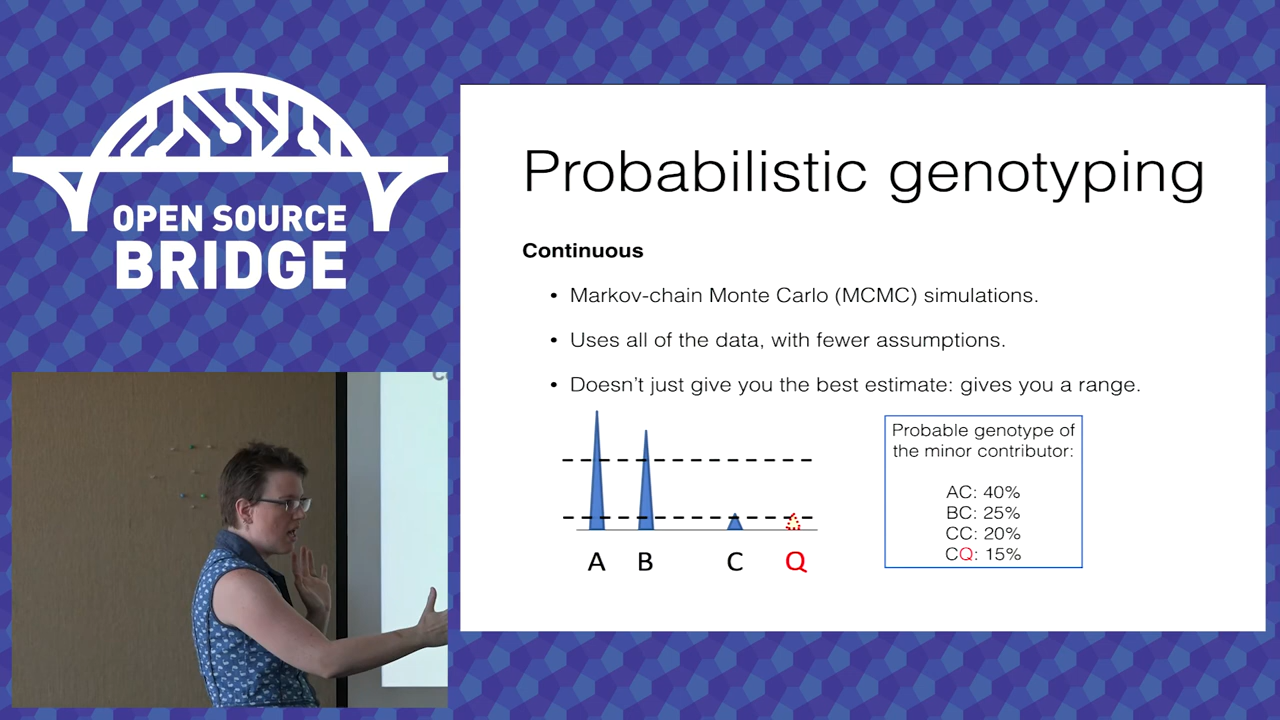 OPEN SOURCE
BRIDGE
Probabilistic genotyping
Continuous
• Markov-chain Monte Carlo (MCMC) simulations.
• Uses all of the data, with fewer assumptions.
• Doesn't just give you the best estimate: gives you a range.
A B C Q
Probable genotype of
the minor contributor:
AC: 40%
BC: 25%
CC: 20%
CQ: 15%